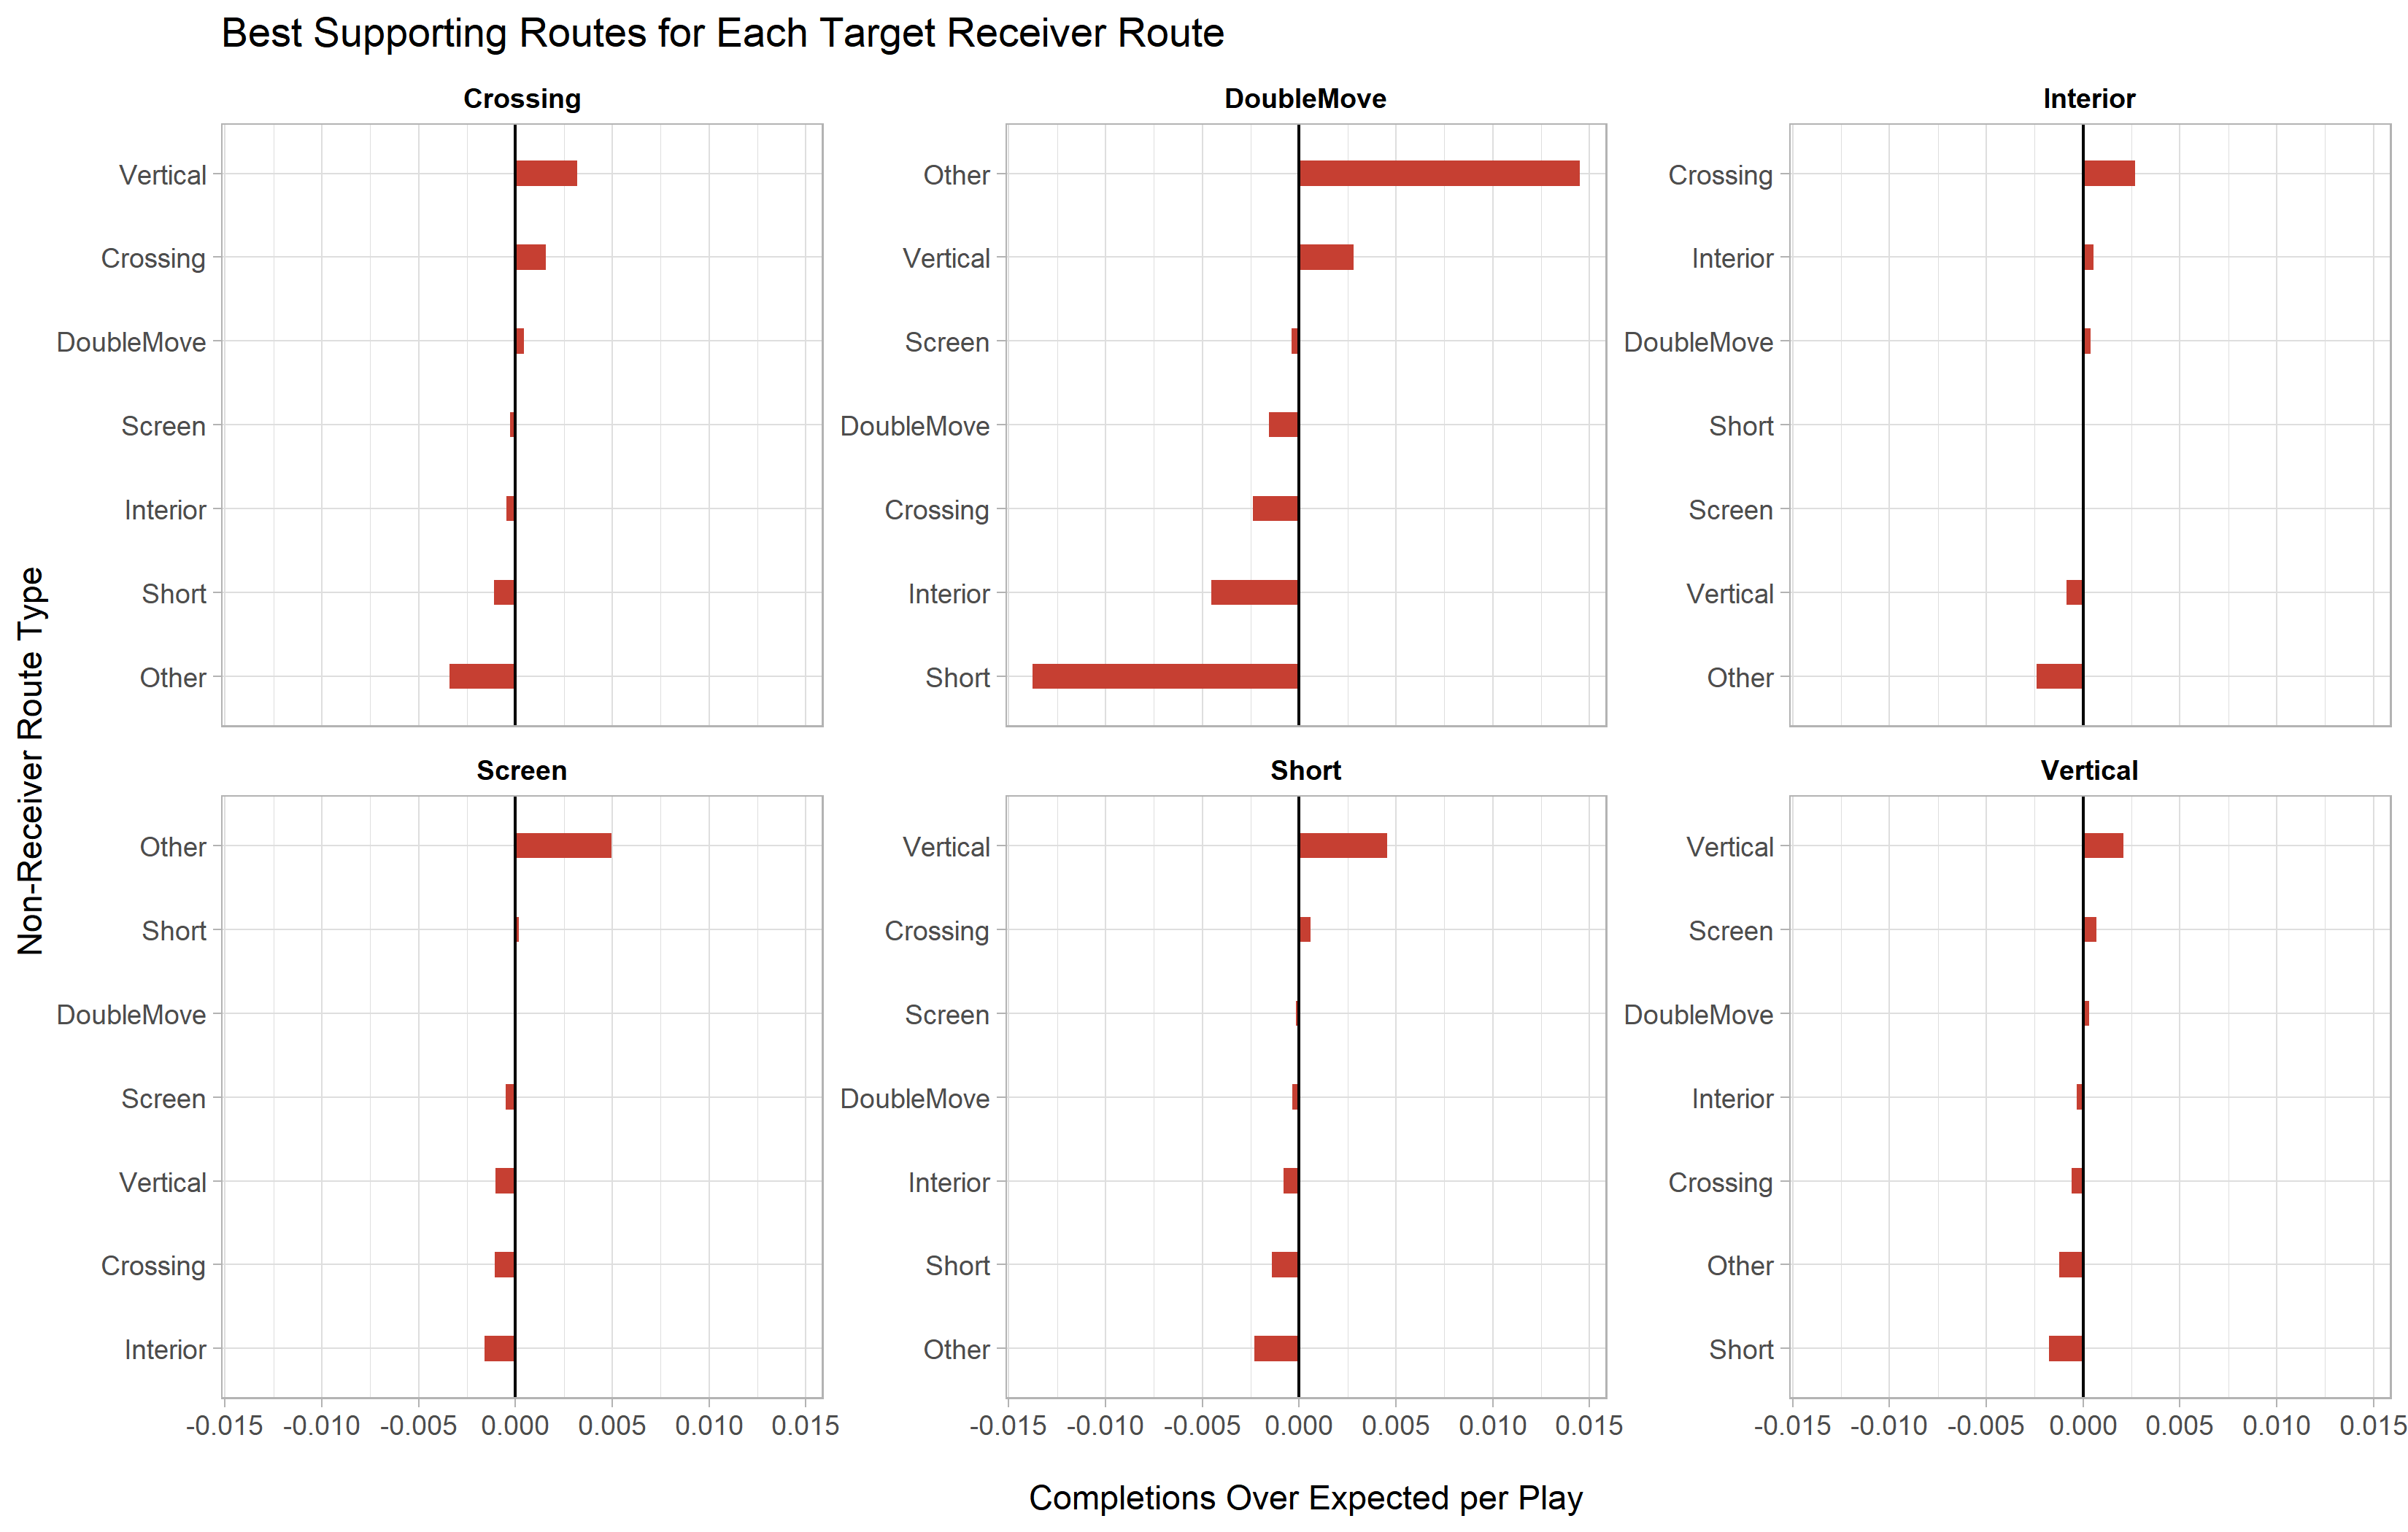 Best Supporting Routes for Each Target Receiver Route
Crossing
DoubleMove
Interior
Vertical
Crossing
DoubleMove
Screen
Interior
Short
Other
Other
Vertical
Screen
DoubleMove
Crossing
Interior
Short
Crossing
Interior
DoubleMove
Short
Screen
Vertical
Other
Non-Receiver Route Type
Screen
Short
Vertical
Other
Short
DoubleMove
Screen
Vertical
Crossing
Interior
Vertical
Crossing
Screen
DoubleMove
Interior
Short
Other
Vertical
Screen
DoubleMove
Interior
Crossing
Other
Short
-0.015 -0.010 -0.005 0.000 0.005 0.010 0.015
-0.015 -0.010 -0.005 0.000 0.005 0.010 0.015
-0.015 -0.010 -0.005 0.000 0.005 0.010 0.015
Completions Over Expected per Play